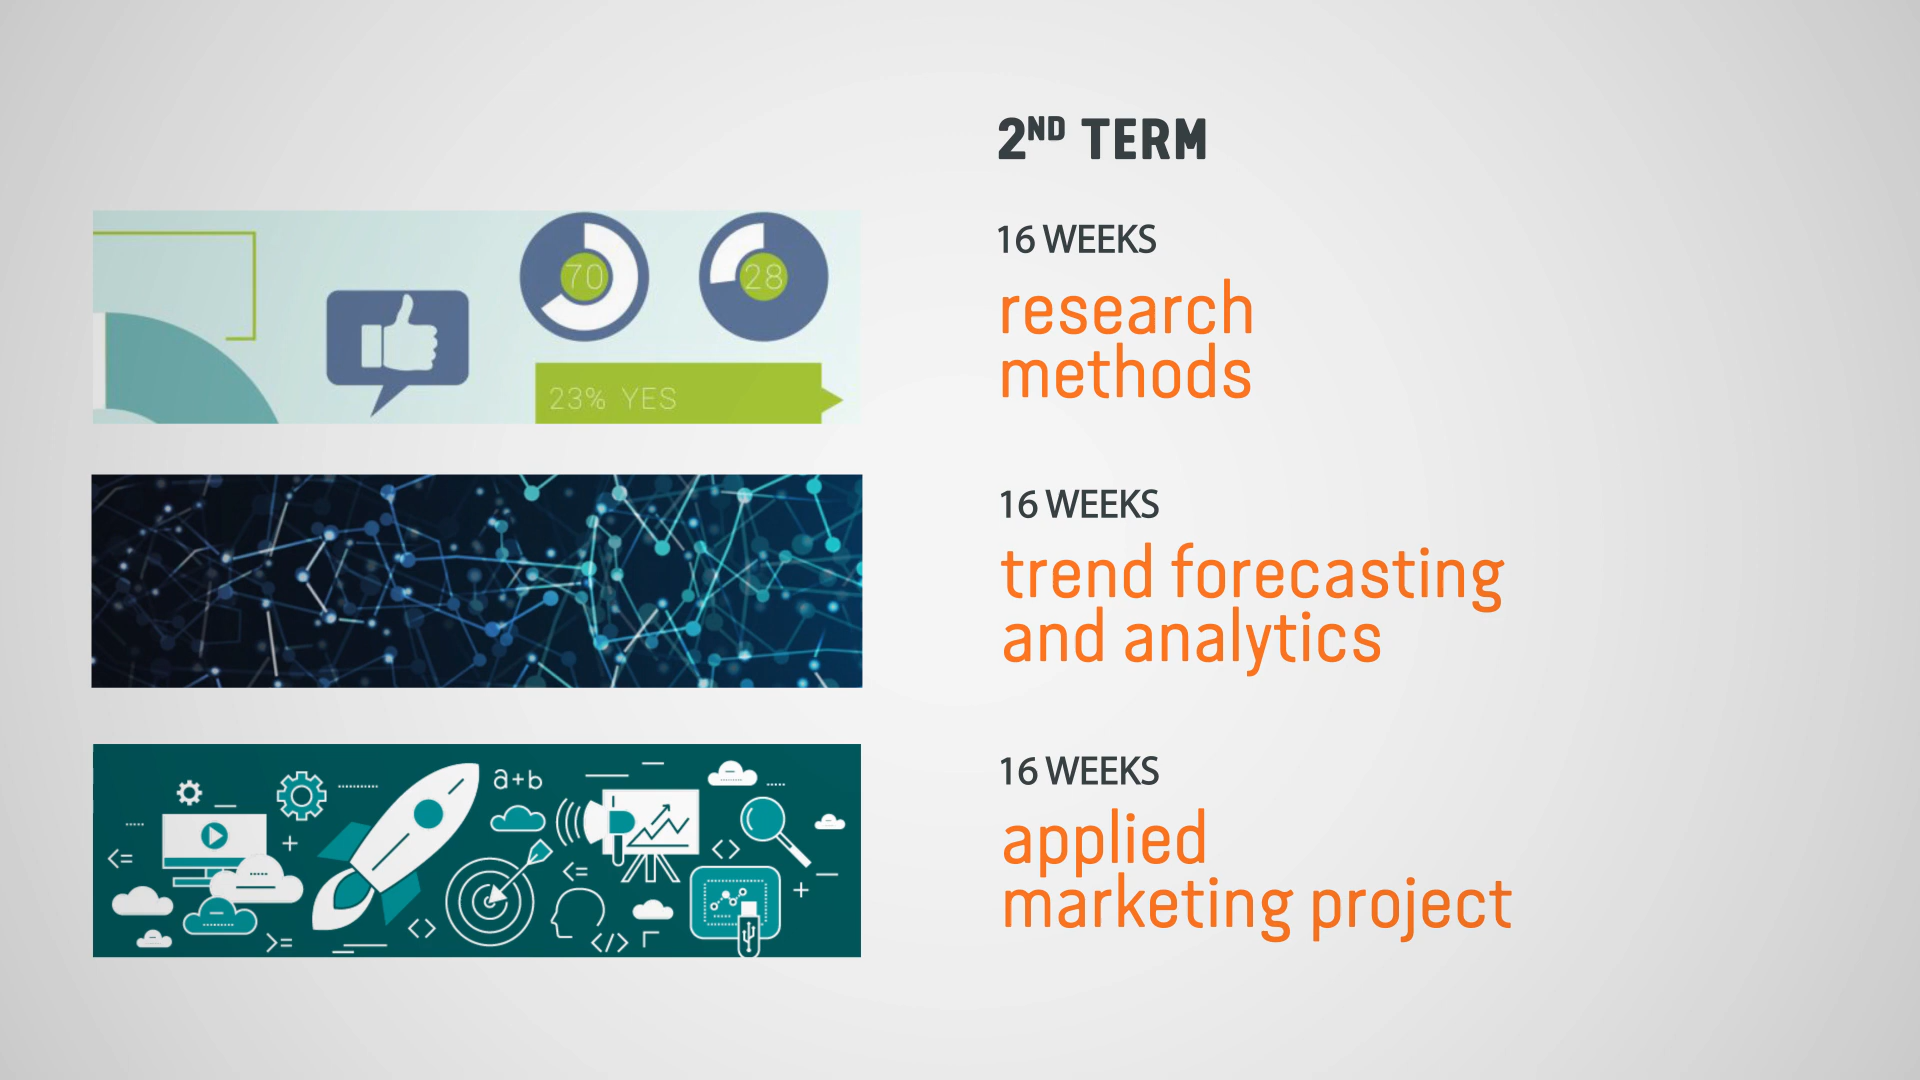 2ND TERM
16 WEEKS
research
methods
70
28
23% YES
16 WEEKS
trend forecasting
and analytics
16 WEEKS
applied
marketing project
a+b
<=
<>
<=
+
+
<>
>=
</>